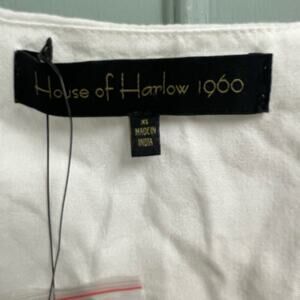 House of Harlow 1960
XS
MADE IN
INDIA